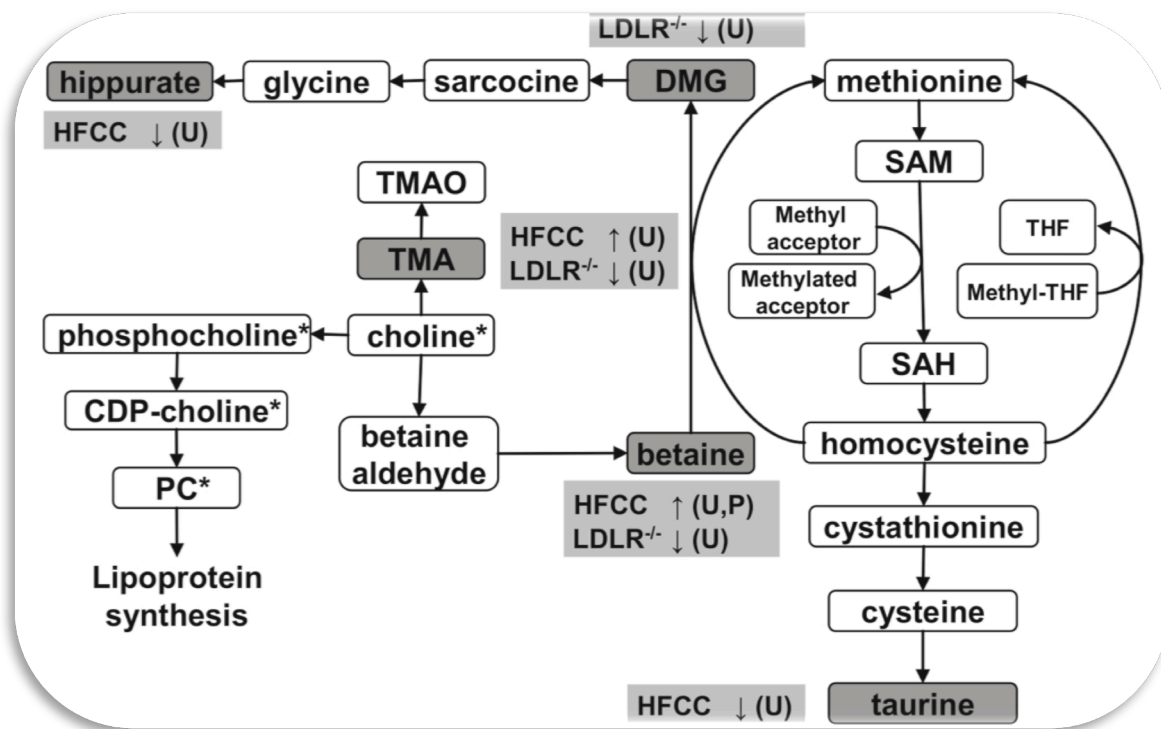 LDLR-/- ↓ (U)
hippurate
glycine
sarcocine
DMG
methionine
HFCC ↓ (U)
SAM
TMAO
Methyl
acceptor
THF
HFCC ↑ (U)
LDLR-/- ↓ (U)
TMA
Methylated
acceptor
Methyl-THF
phosphocholine*
choline*
SAH
CDP-choline*
betaine
aldehyde
betaine
homocysteine
PC*
HFCC ↑ (U,P)
LDLR-/- ↓ (U)
cystathionine
Lipoprotein
synthesis
cysteine
HFCC ↓ (U)
taurine